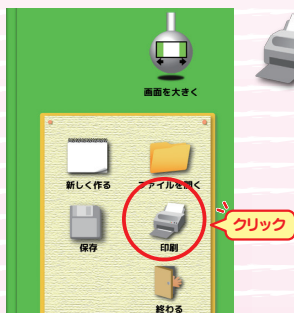 画面を大きく
新しく作る
ファイルを開く
保存
印刷
クリック
終わる